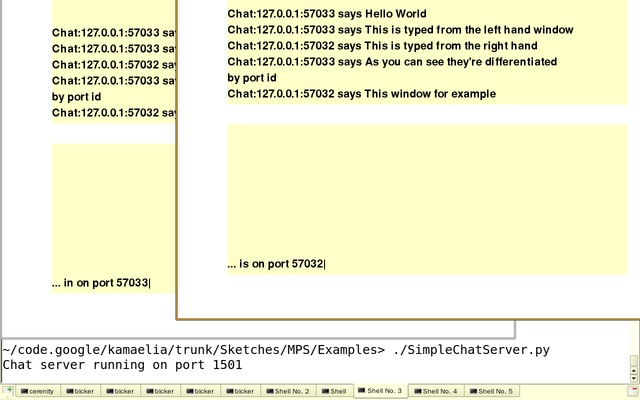 Chat:127.0.0.1:57033 says Hello World
Chat:127.0.0.1:57033 says This is typed from the left hand window
Chat:127.0.0.1:57032 says This is typed from the right hand
Chat:127.0.0.1:57033 says As you can see they're differentiated
by port id
Chat:127.0.0.1:57032 says This window for example
... is on port 57032|
Chat:127.0.0.1:57033 sa
Chat:127.0.0.1:57033 sa
Chat:127.0.0.1:57032 sa
Chat:127.0.0.1:57033 sa
by port id
Chat:127.0.0.1:57032 sa
... in on port 57033|
~/code.google/kamaelia/trunk/Sketches/MPS/Examples> ./SimpleChatServer.py
Chat server running on port 1501
cerenity bicker bicker bicker bicker bicker Shell No. 2 Shell Shell No. 3 Shell No. 4 Shell No. 5